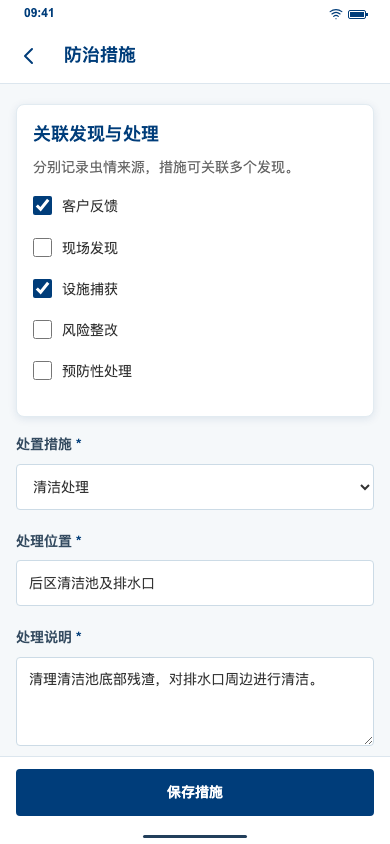 09:41
防治措施
关联发现与处理
分别记录虫情来源，措施可关联多个发现。
客户反馈
现场发现
设施捕获
风险整改
预防性处理
处置措施 *
清洁处理
处理位置 *
后区清洁池及排水口
处理说明 *
清理清洁池底部残渣，对排水口周边进行清洁。
保存措施